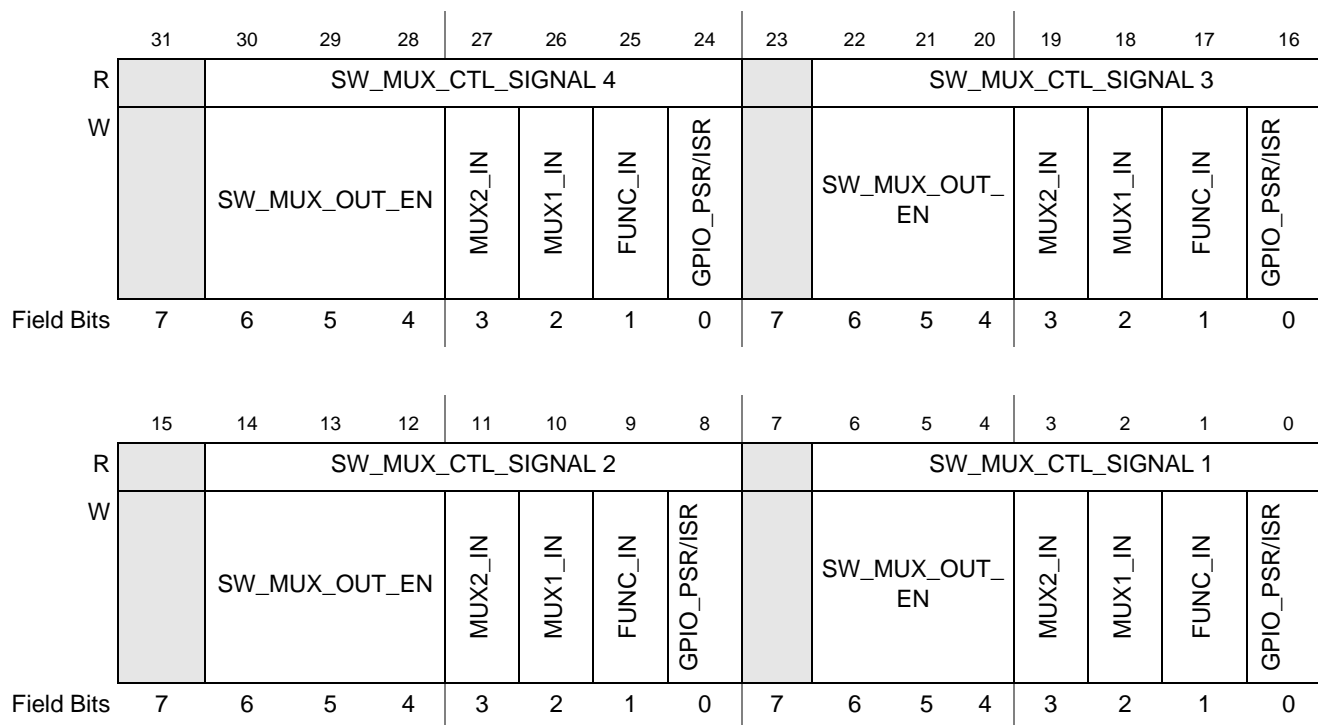 31 30 29 28 27 26 25 24 23 22 21 20 19 18 17 16
R SW_MUX_CTL_SIGNAL 4 SW_MUX_CTL_SIGNAL 3
W SW_MUX_OUT_EN MUX2_IN MUX1_IN FUNC_IN GPIO_PSR/ISR SW_MUX_OUT_ MUX2_IN MUX1_IN FUNC_IN GPIO_PSR/ISR
EN
Field Bits 7 6 5 4 3 2 1 0 7 6 5 4 3 2 1 0
15 14 13 12 11 10 9 8 7 6 5 4 3 2 1 0
R SW_MUX_CTL_SIGNAL 2 SW_MUX_CTL_SIGNAL 1
W SW_MUX_OUT_EN MUX2_IN MUX1_IN FUNC_IN GPIO_PSR/ISR SW_MUX_OUT_ MUX2_IN MUX1_IN FUNC_IN GPIO_PSR/ISR
EN
Field Bits 7 6 5 4 3 2 1 0 7 6 5 4 3 2 1 0